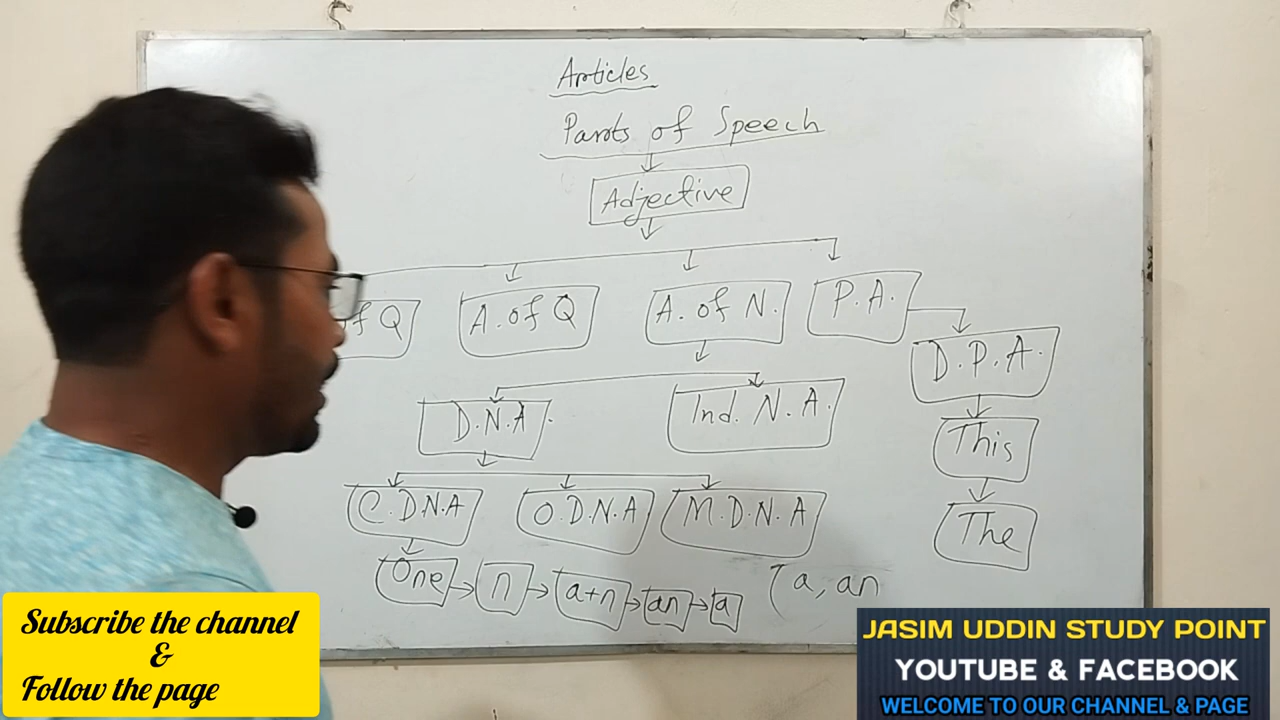 Articles
Parts of Speech
Adjective
of Q
A. of Q
A. of N.
P. A.
D. P. A.
D.N.A.
Ind. N. A.
This
C. D.N.A
O. D.N.A
M. D. N. A
The
One → n → a+n → an → a
(a, an
Subscribe the channel
&
Follow the page
JASIM UDDIN STUDY POINT
YOUTUBE & FACEBOOK
WELCOME TO OUR CHANNEL & PAGE